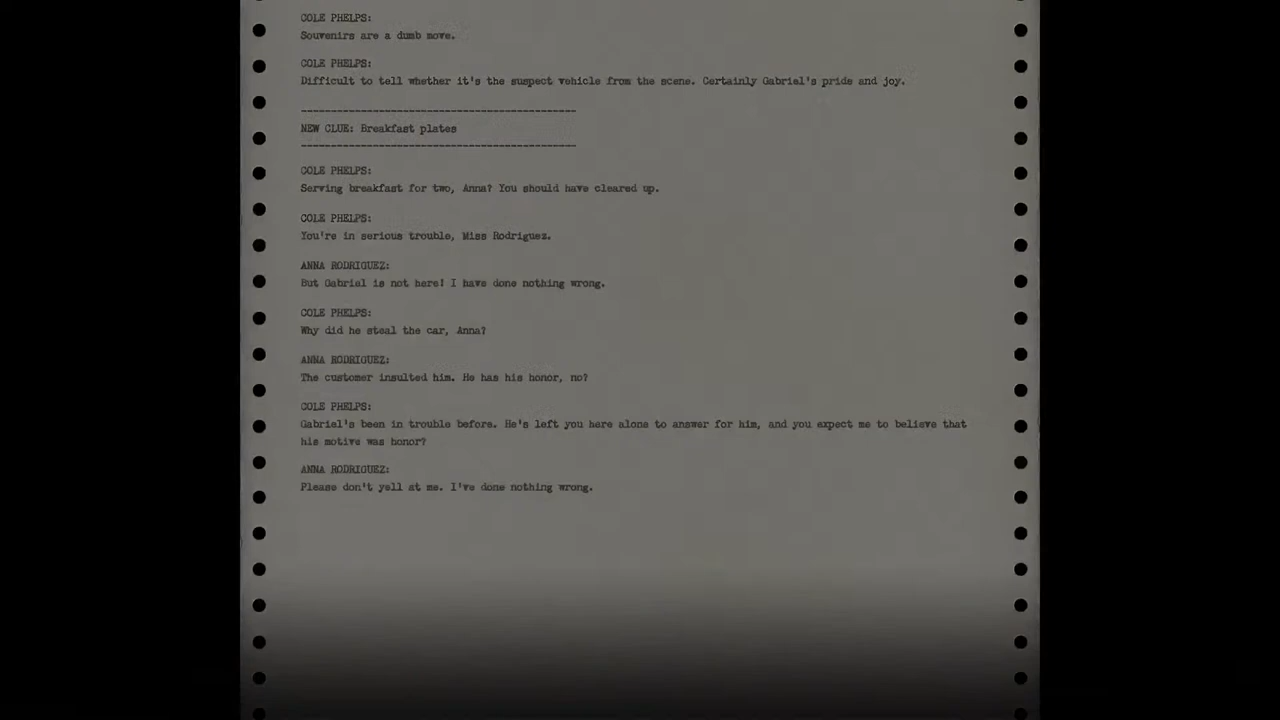 COLE PHELPS:
Souvenirs are a dumb move.
COLE PHELPS:
Difficult to tell whether it's the suspect vehicle from the scene. Certainly Gabriel's pride and joy.
----------------------------------------------
NEW CLUE: Breakfast plates
----------------------------------------------
COLE PHELPS:
Serving breakfast for two, Anna? You should have cleared up.
COLE PHELPS:
You're in serious trouble, Miss Rodriguez.
ANNA RODRIGUEZ:
But Gabriel is not here! I have done nothing wrong.
COLE PHELPS:
Why did he steal the car, Anna?
ANNA RODRIGUEZ:
The customer insulted him. He has his honor, no?
COLE PHELPS:
Gabriel's been in trouble before. He's left you here alone to answer for him, and you expect me to believe that
his motive was honor?
ANNA RODRIGUEZ:
Please don't yell at me. I've done nothing wrong.